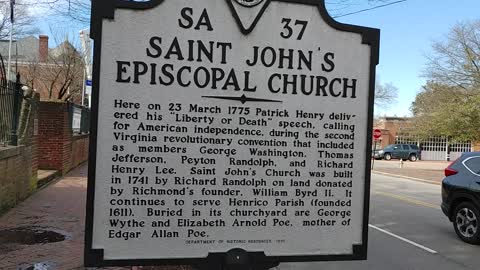 SA 37
SAINT JOHN'S
EPISCOPAL CHURCH
Here on 23 March 1775 Patrick Henry deliv-
ered his "Liberty or Death" speech, calling
for American independence, during the second
Virginia revolutionary convention that included
as members George Washington, Thomas
Jefferson, Peyton Randolph, and Richard
Henry Lee. Saint John's Church was built
in 1741 by Richard Randolph on land donated
by Richmond's founder, William Byrd II. It
continues to serve Henrico Parish (founded
1611). Buried in its churchyard are George
Wythe and Elizabeth Arnold Poe, mother of
Edgar Allan Poe.
DEPARTMENT OF HISTORIC RESOURCES